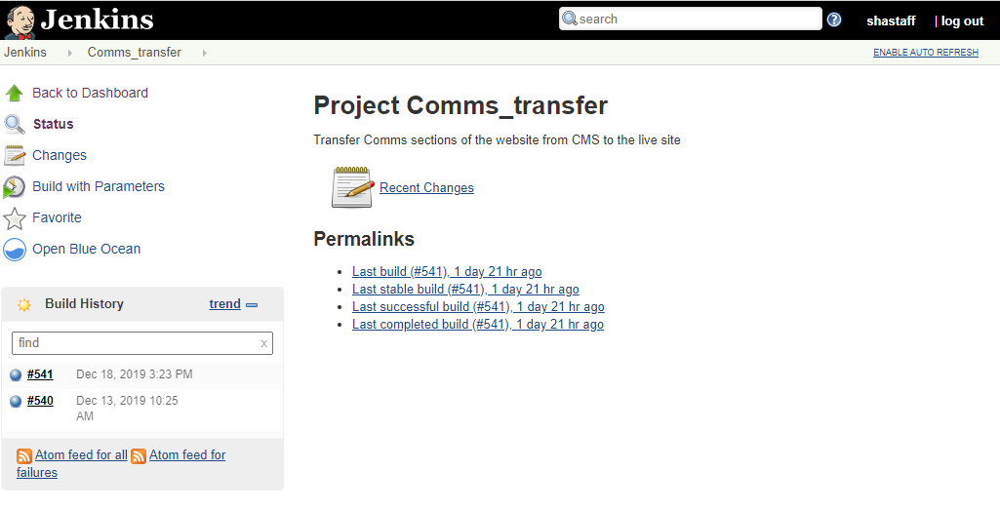 Jenkins
search
?
shastaff
| log out
Jenkins
Comms_transfer
ENABLE AUTO REFRESH
Back to Dashboard
Status
Changes
Build with Parameters
Favorite
Open Blue Ocean
Build History
trend
find
x
#541 Dec 18, 2019 3:23 PM
#540 Dec 13, 2019 10:25
AM
Atom feed for all Atom feed for
failures
Project Comms_transfer
Transfer Comms sections of the website from CMS to the live site
Recent Changes
Permalinks
• Last build (#541), 1 day 21 hr ago
• Last stable build (#541), 1 day 21 hr ago
• Last successful build (#541), 1 day 21 hr ago
• Last completed build (#541), 1 day 21 hr ago